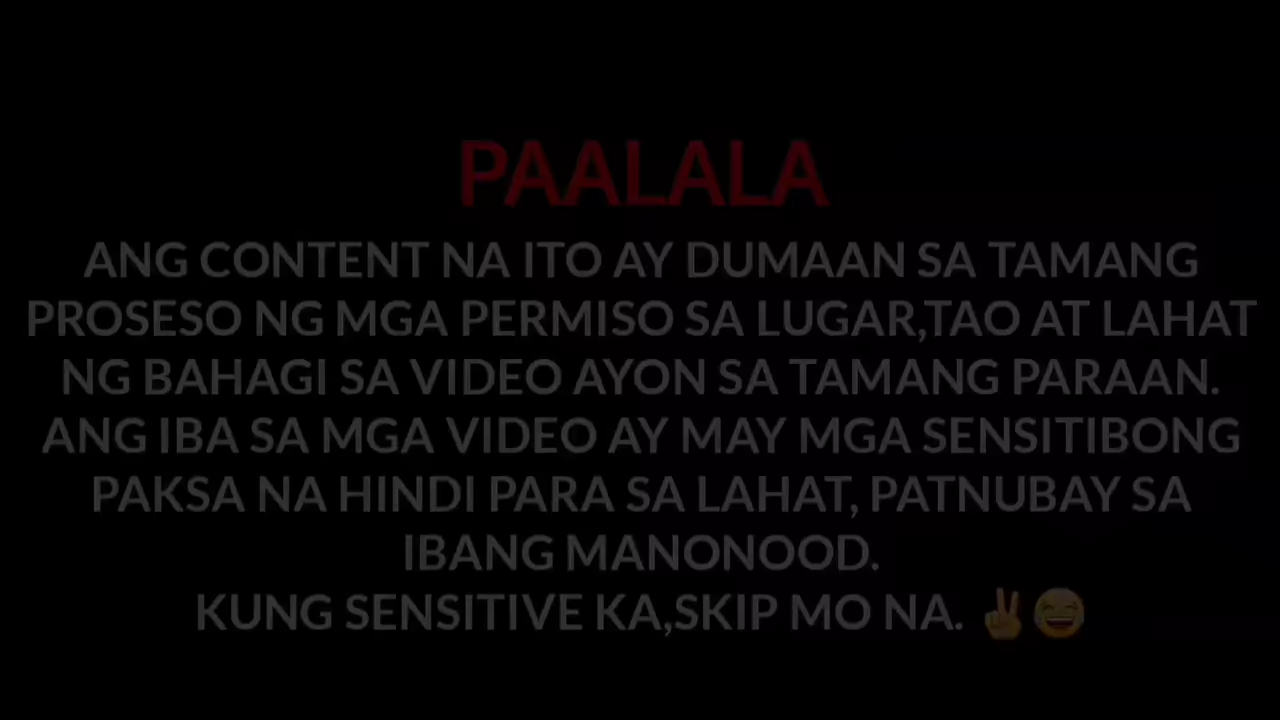 PAALALA
ANG CONTENT NA ITO AY DUMAAN SA TAMANG
PROSESO NG MGA PERMISO SA LUGAR,TAO AT LAHAT
NG BAHAGI SA VIDEO AYON SA TAMANG PARAAN.
ANG IBA SA MGA VIDEO AY MAY MGA SENSITIBONG
PAKSA NA HINDI PARA SA LAHAT, PATNUBAY SA
IBANG MANONOOD.
KUNG SENSITIVE KA,SKIP MO NA. ✌️😂